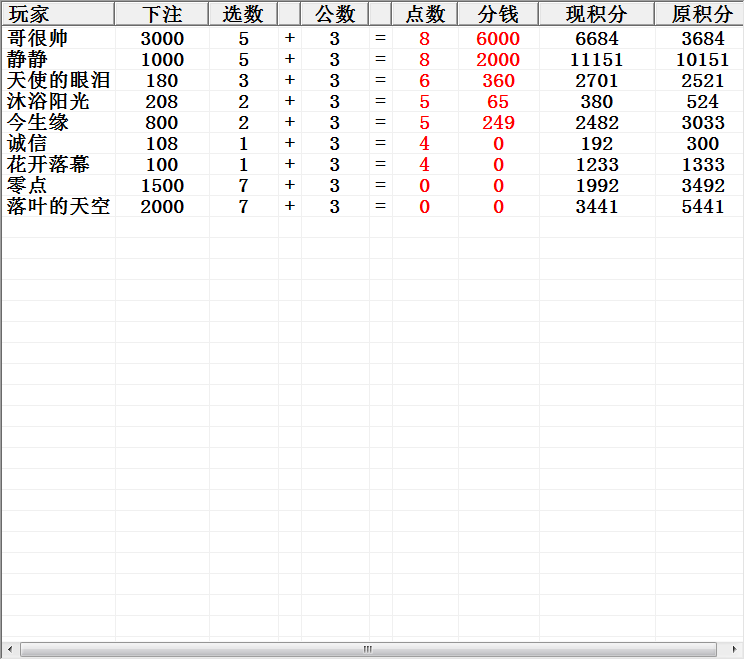 玩家 下注 选数 公数 点数 分钱 现积分 原积分
哥很帅 3000 5 + 3 = 8 6000 6684 3684
静静 1000 5 + 3 = 8 2000 11151 10151
天使的眼泪 180 3 + 3 = 6 360 2701 2521
沐浴阳光 208 2 + 3 = 5 65 380 524
今生缘 800 2 + 3 = 5 249 2482 3033
诚信 108 1 + 3 = 4 0 192 300
花开落幕 100 1 + 3 = 4 0 1233 1333
零点 1500 7 + 3 = 0 0 1992 3492
落叶的天空 2000 7 + 3 = 0 0 3441 5441